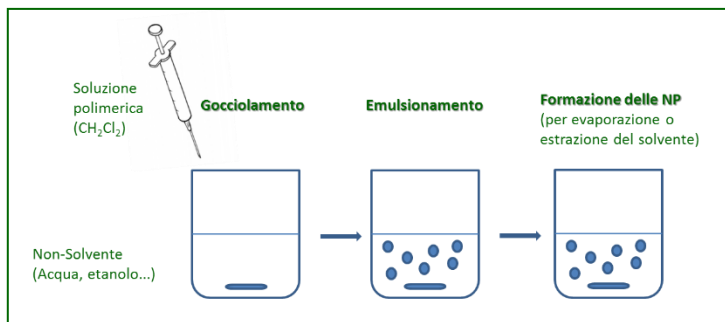 Soluzione
polimerica
(CH₂Cl₂)
Gocciolamento
Emulsionamento
Formazione delle NP
(per evaporazione o
estrazione del solvente)
Non-Solvente
(Acqua, etanolo...)